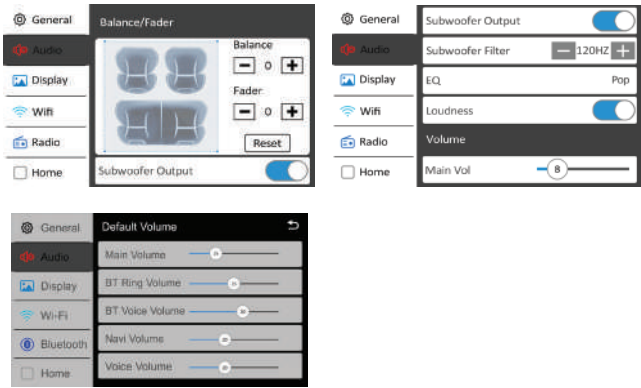 General
Audio
Display
Wifi
Radio
Home
Balance/Fader
Balance
0
Fader
0
Reset
Subwoofer Output
General
Audio
Display
Wifi
Radio
Home
Subwoofer Output
Subwoofer Filter 120HZ
EQ Pop
Loudness
Volume
Main Vol 8
General
Audio
Display
Wi-Fi
Bluetooth
Home
Default Volume
Main Volume
BT Ring Volume
BT Voice Volume
Navi Volume
Voice Volume